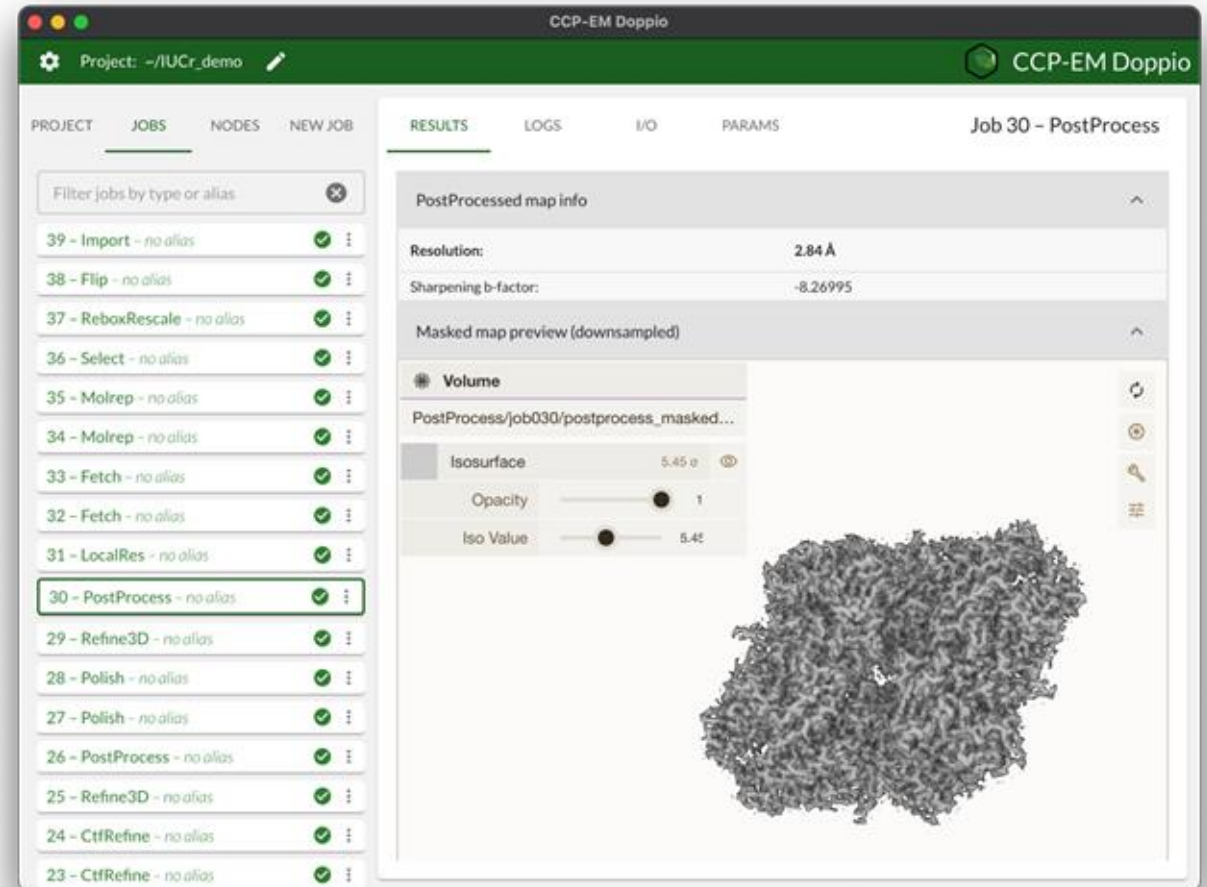 CCP-EM Doppio
Project: ~/IUCr_demo
CCP-EM Doppio
PROJECT JOBS NODES NEW JOB
Filter jobs by type or alias
39 – Import – no alias
38 – Flip – no alias
37 – ReboxRescale – no alias
36 – Select – no alias
35 – Molrep – no alias
34 – Molrep – no alias
33 – Fetch – no alias
32 – Fetch – no alias
31 – LocalRes – no alias
30 – PostProcess – no alias
29 – Refine3D – no alias
28 – Polish – no alias
27 – Polish – no alias
26 – PostProcess – no alias
25 – Refine3D – no alias
24 – CtfRefine – no alias
23 – CtfRefine – no alias
RESULTS LOGS I/O PARAMS
Job 30 – PostProcess
PostProcessed map info
Resolution: 2.84 Å
Sharpening b-factor: -8.26995
Masked map preview (downsampled)
Volume
PostProcess/job030/postprocess_masked...
Isosurface 5.45 σ
Opacity 1
Iso Value 5.45